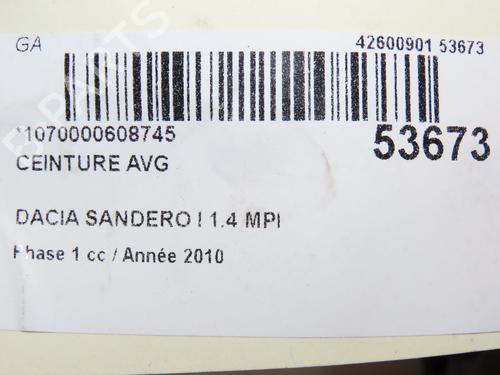 GA 42600901 53673
*1070000608745 53673
CEINTURE AVG
DACIA SANDERO I 1.4 MPI
Phase 1 cc / Année 2010